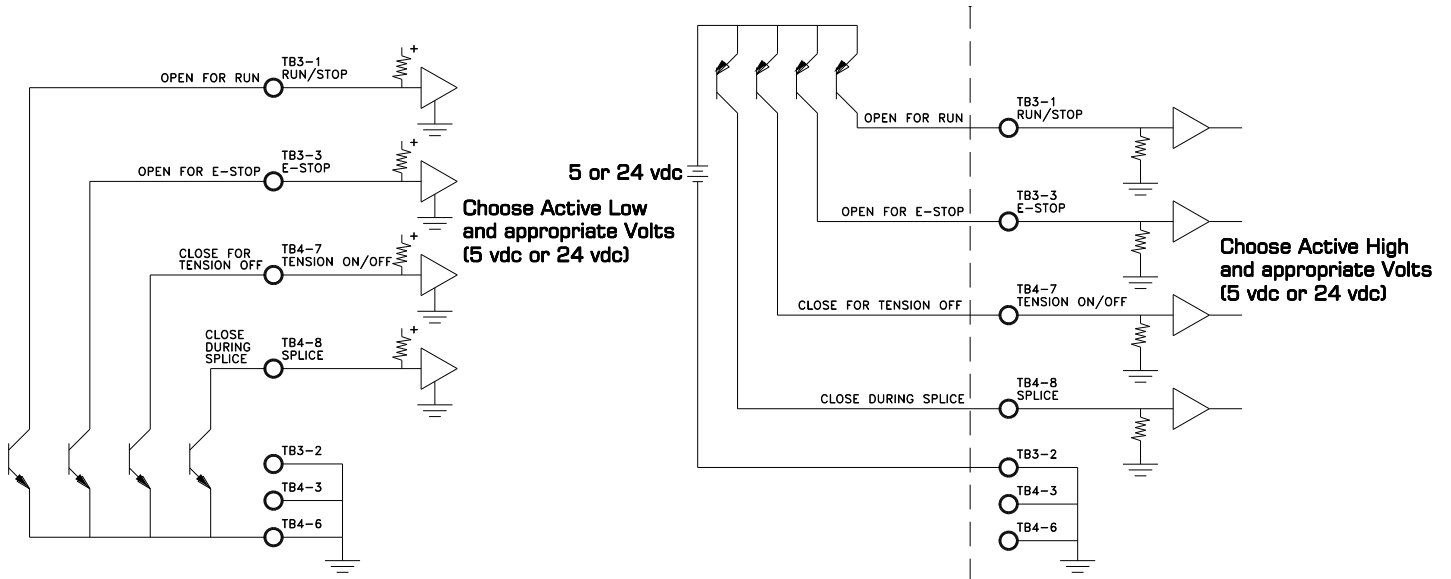 OPEN FOR RUN
TB3-1
RUN/STOP
+
OPEN FOR E-STOP
TB3-3
E-STOP
+
Choose Active Low
and appropriate Volts
(5 vdc or 24 vdc)
CLOSE FOR
TENSION OFF
TB4-7
TENSION ON/OFF
+
CLOSE
DURING
SPLICE
TB4-8
SPLICE
+
TB3-2
TB4-3
TB4-6
5 or 24 vdc
OPEN FOR RUN
TB3-1
RUN/STOP
OPEN FOR E-STOP
TB3-3
E-STOP
Choose Active High
and appropriate Volts
(5 vdc or 24 vdc)
CLOSE FOR TENSION OFF
TB4-7
TENSION ON/OFF
CLOSE DURING SPLICE
TB4-8
SPLICE
TB3-2
TB4-3
TB4-6